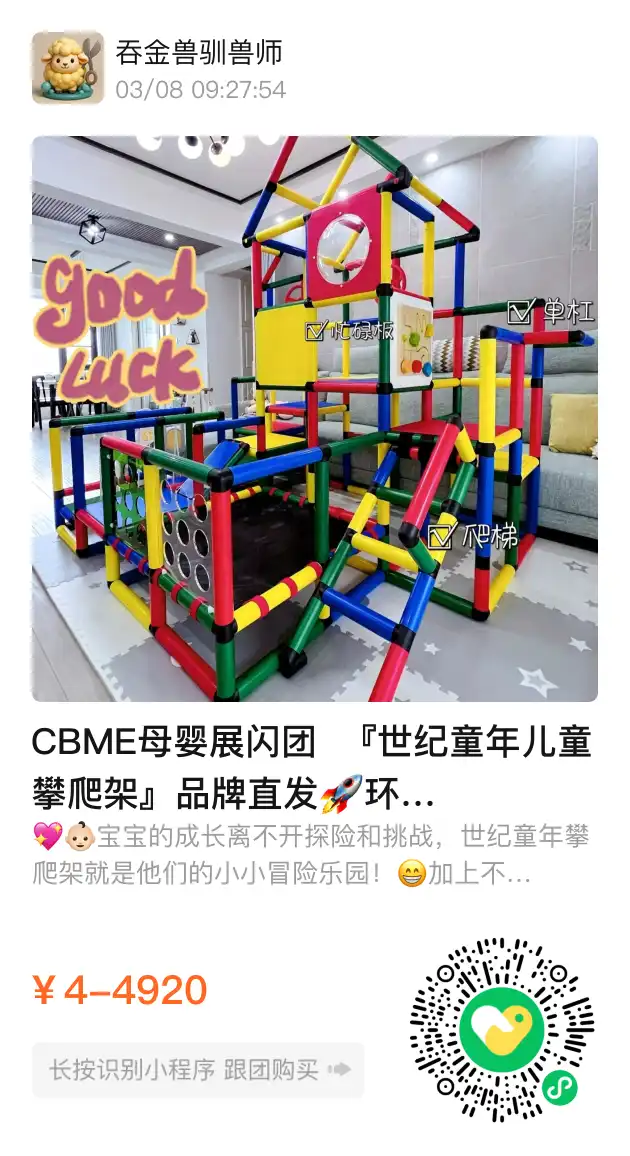 吞金兽驯兽师
03/08 09:27:54
good
luck
忙碌板
单杠
爬梯
CBME母婴展闪团 『世纪童年儿童
攀爬架』品牌直发🚀环...
💖👶🏻宝宝的成长离不开探险和挑战，世纪童年攀
爬架就是他们的小小冒险乐园！😁加上不...
¥4-4920
长按识别小程序 跟团购买